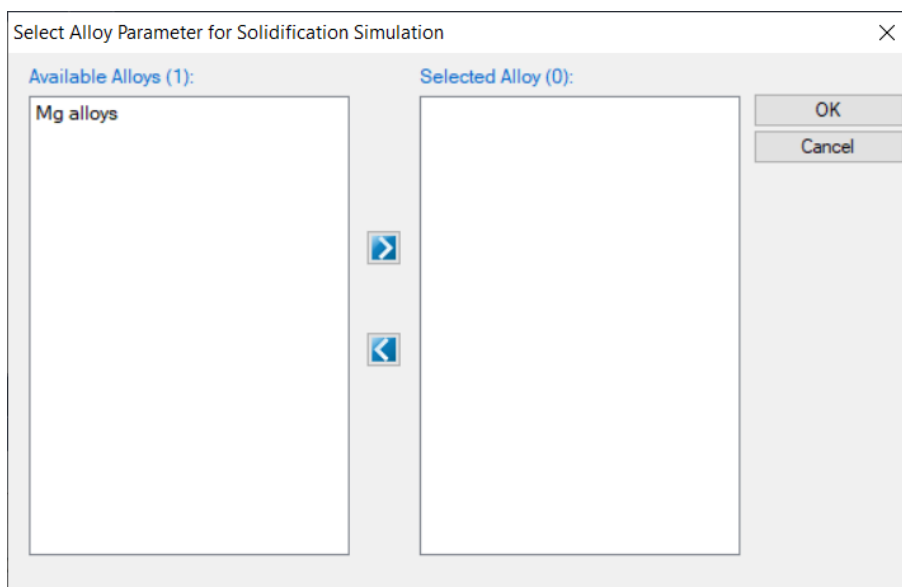 Select Alloy Parameter for Solidification Simulation
Available Alloys (1):
Selected Alloy (0):
Mg alloys
OK
Cancel